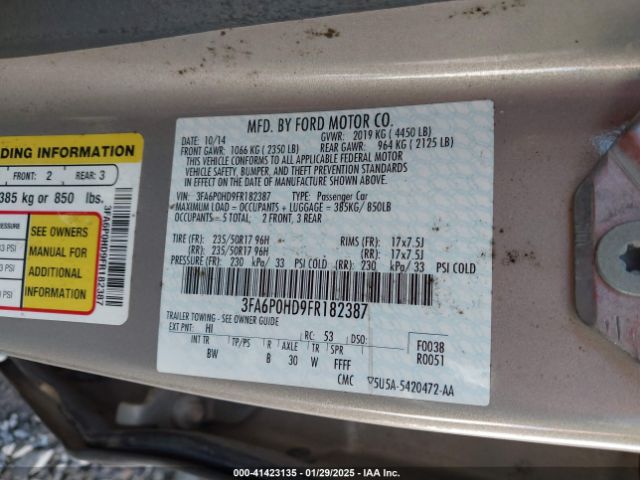 DING INFORMATION
FRONT: 2 REAR: 3
385 kg or 850 lbs.
SEE OWNERS
MANUAL FOR
ADDITIONAL
INFORMATION
PSI
PSI
PSI
3FA6P0HD9FR182387
MFD. BY FORD MOTOR CO.
DATE: 10/14 GVWR: 2019 KG ( 4450 LB)
FRONT GAWR: 1066 KG ( 2350 LB) REAR GAWR: 964 KG ( 2125 LB)
THIS VEHICLE CONFORMS TO ALL APPLICABLE FEDERAL MOTOR
VEHICLE SAFETY, BUMPER, AND THEFT PREVENTION STANDARDS
IN EFFECT ON THE DATE OF MANUFACTURE SHOWN ABOVE.
VIN: 3FA6P0HD9FR182387 TYPE: Passenger Car
MAXIMUM LOAD = OCCUPANTS + LUGGAGE = 385KG/ 850LB
OCCUPANTS = 5 TOTAL: 2 FRONT, 3 REAR
TIRE (FR) : 235/50R17 96H RIMS (FR) : 17x7.5J
(RR) : 235/50R17 96H (RR) : 17x7.5J
PRESSURE (FR) : 230 kPa/ 33 PSI COLD (RR) : 230 kPa/ 33 PSI COLD
3FA6P0HD9FR182387
TRAILER TOWING - SEE OWNER GUIDE
EXT PNT: HI RC: 53 DSO: F0038
R0051
INT TR TP/PS R AXLE TR SPR
BW B 30 W FFFF
CMC ▽5U5A-5420472-AA
000-41423135 - 01/29/2025 - IAA Inc.